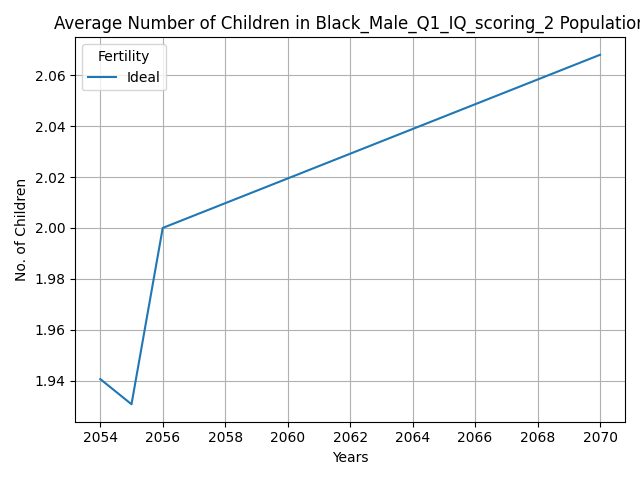 Average Number of Children in Black_Male_Q1_IQ_scoring_2 Population
Fertility
Ideal
2.06
2.04
2.02
2.00
1.98
1.96
1.94
No. of Children
2054 2056 2058 2060 2062 2064 2066 2068 2070
Years